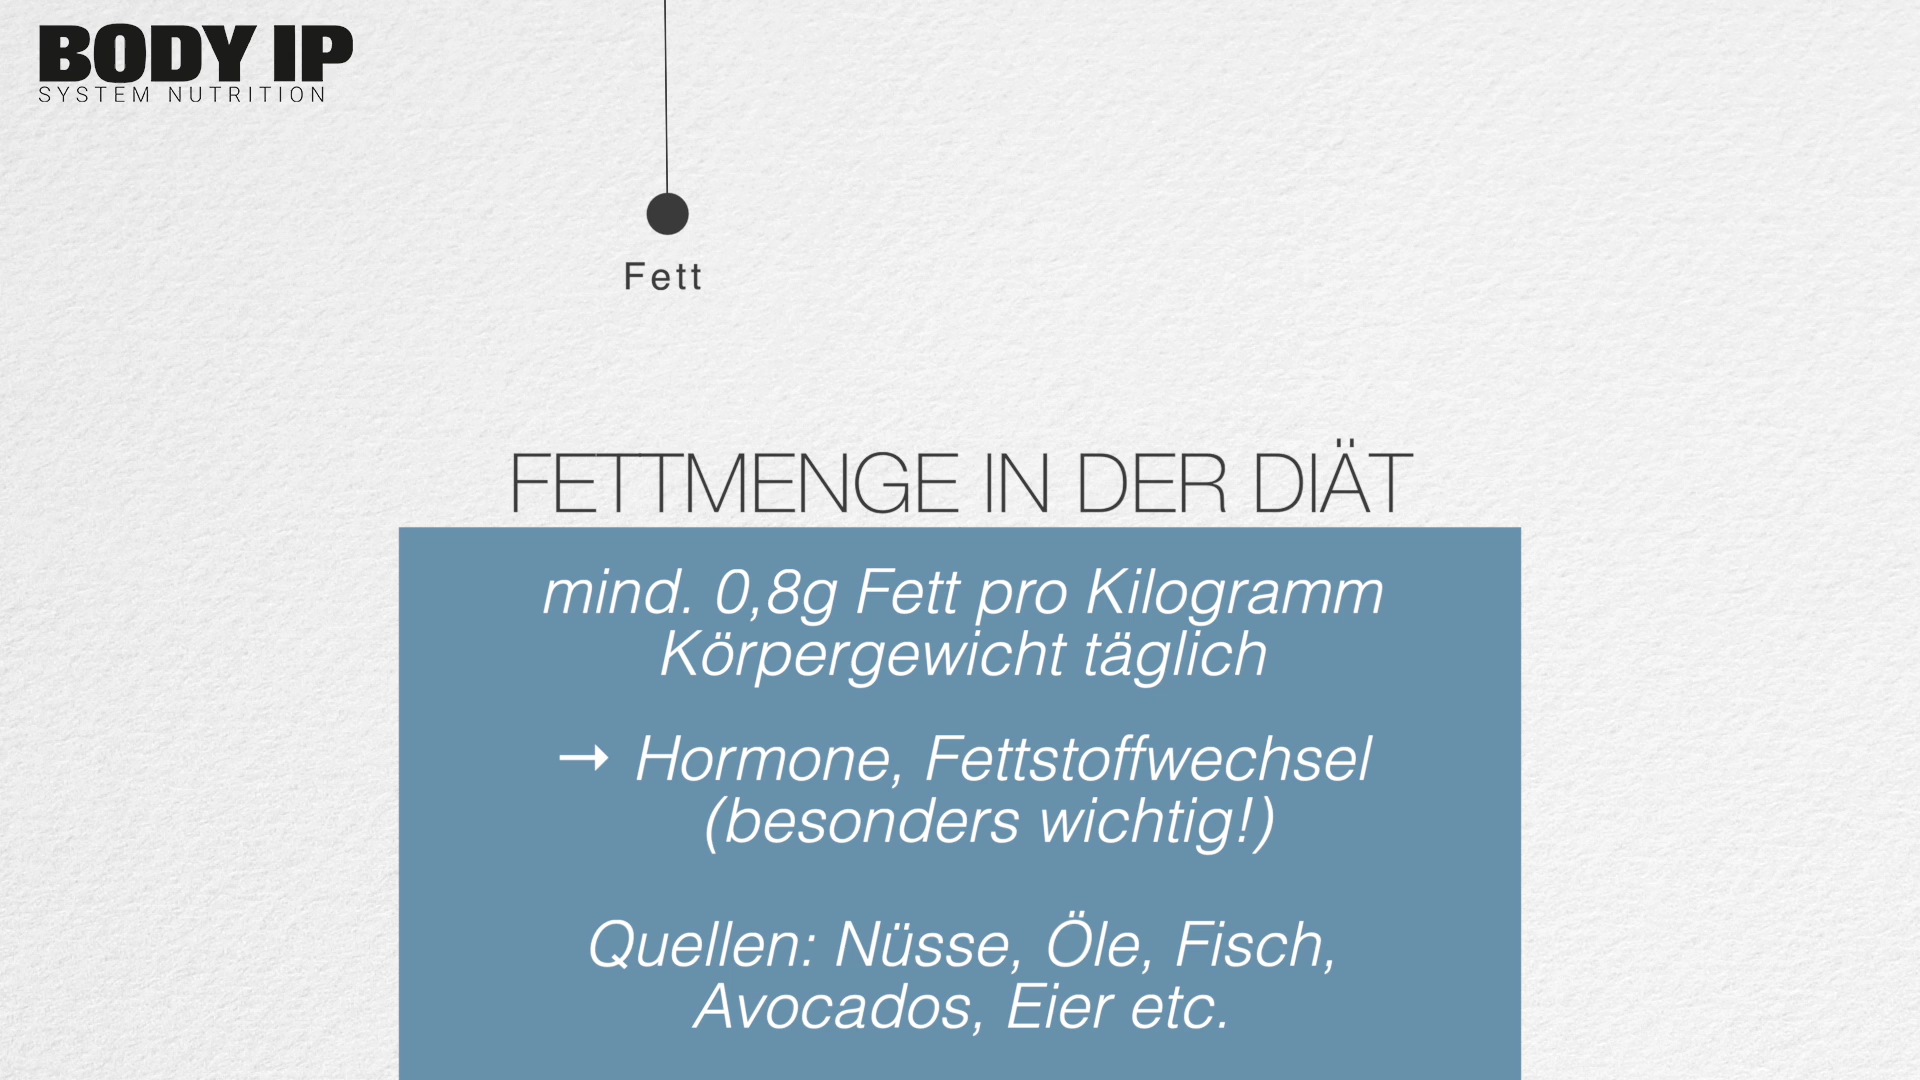 BODY IP
SYSTEM NUTRITION
Fett
FETTMENGE IN DER DIÄT
mind. 0,8g Fett pro Kilogramm
Körpergewicht täglich
→ Hormone, Fettstoffwechsel
(besonders wichtig!)
Quellen: Nüsse, Öle, Fisch,
Avocados, Eier etc.